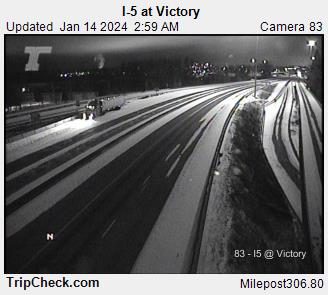 I-5 at Victory
Updated Jan 14 2024 2:59 AM Camera 83
T
N
83 - I5 @ Victory
TripCheck.com Milepost306.80